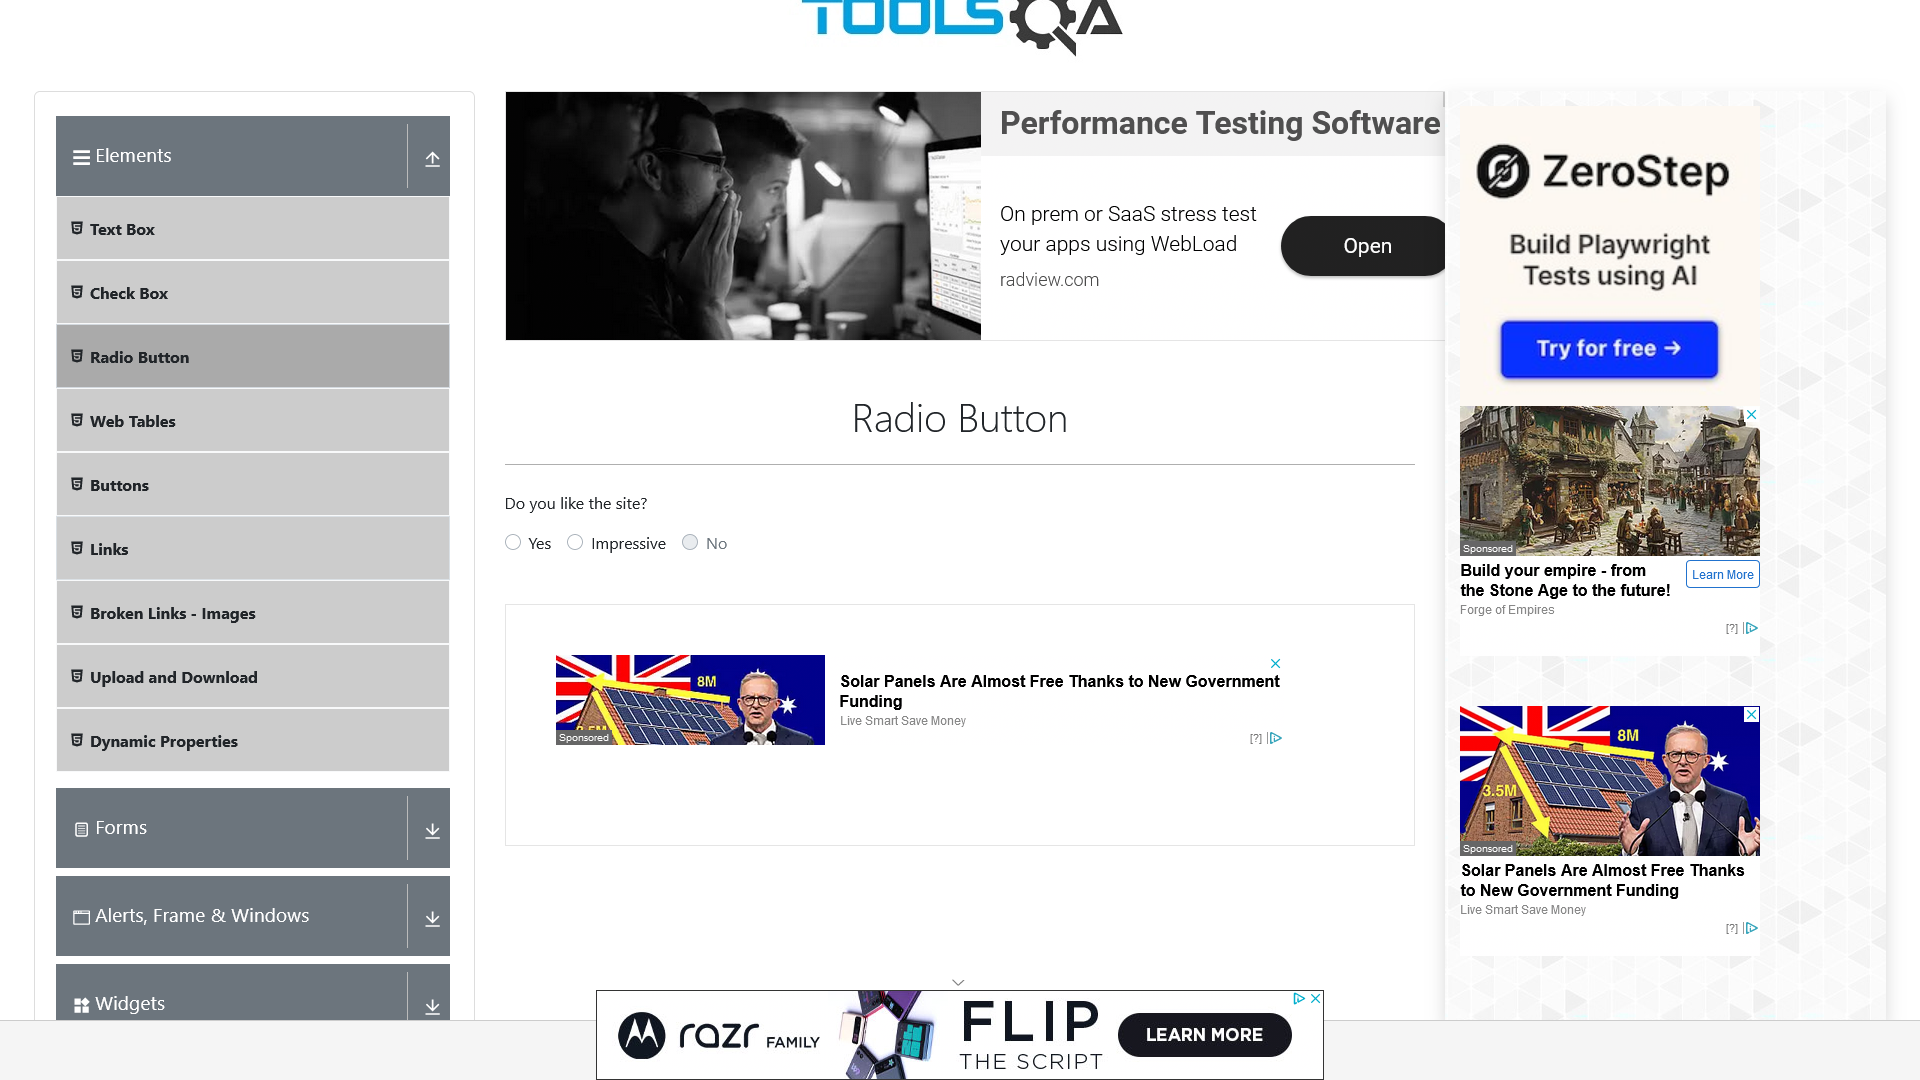 TOOLSQA
Elements
Text Box
Check Box
Radio Button
Web Tables
Buttons
Links
Broken Links - Images
Upload and Download
Dynamic Properties
Forms
Alerts, Frame & Windows
Widgets
Performance Testing Software
On prem or SaaS stress test
your apps using WebLoad
radview.com
Open
Radio Button
Do you like the site?
Yes
Impressive
No
8M
Sponsored
Solar Panels Are Almost Free Thanks to New Government
Funding
Live Smart Save Money
[?]
ZeroStep
Build Playwright
Tests using AI
Try for free →
Sponsored
Build your empire - from
the Stone Age to the future!
Learn More
Forge of Empires
[?]
8M
3.5M
Sponsored
Solar Panels Are Almost Free Thanks
to New Government Funding
Live Smart Save Money
[?]
razr FAMILY
FLIP
THE SCRIPT
LEARN MORE